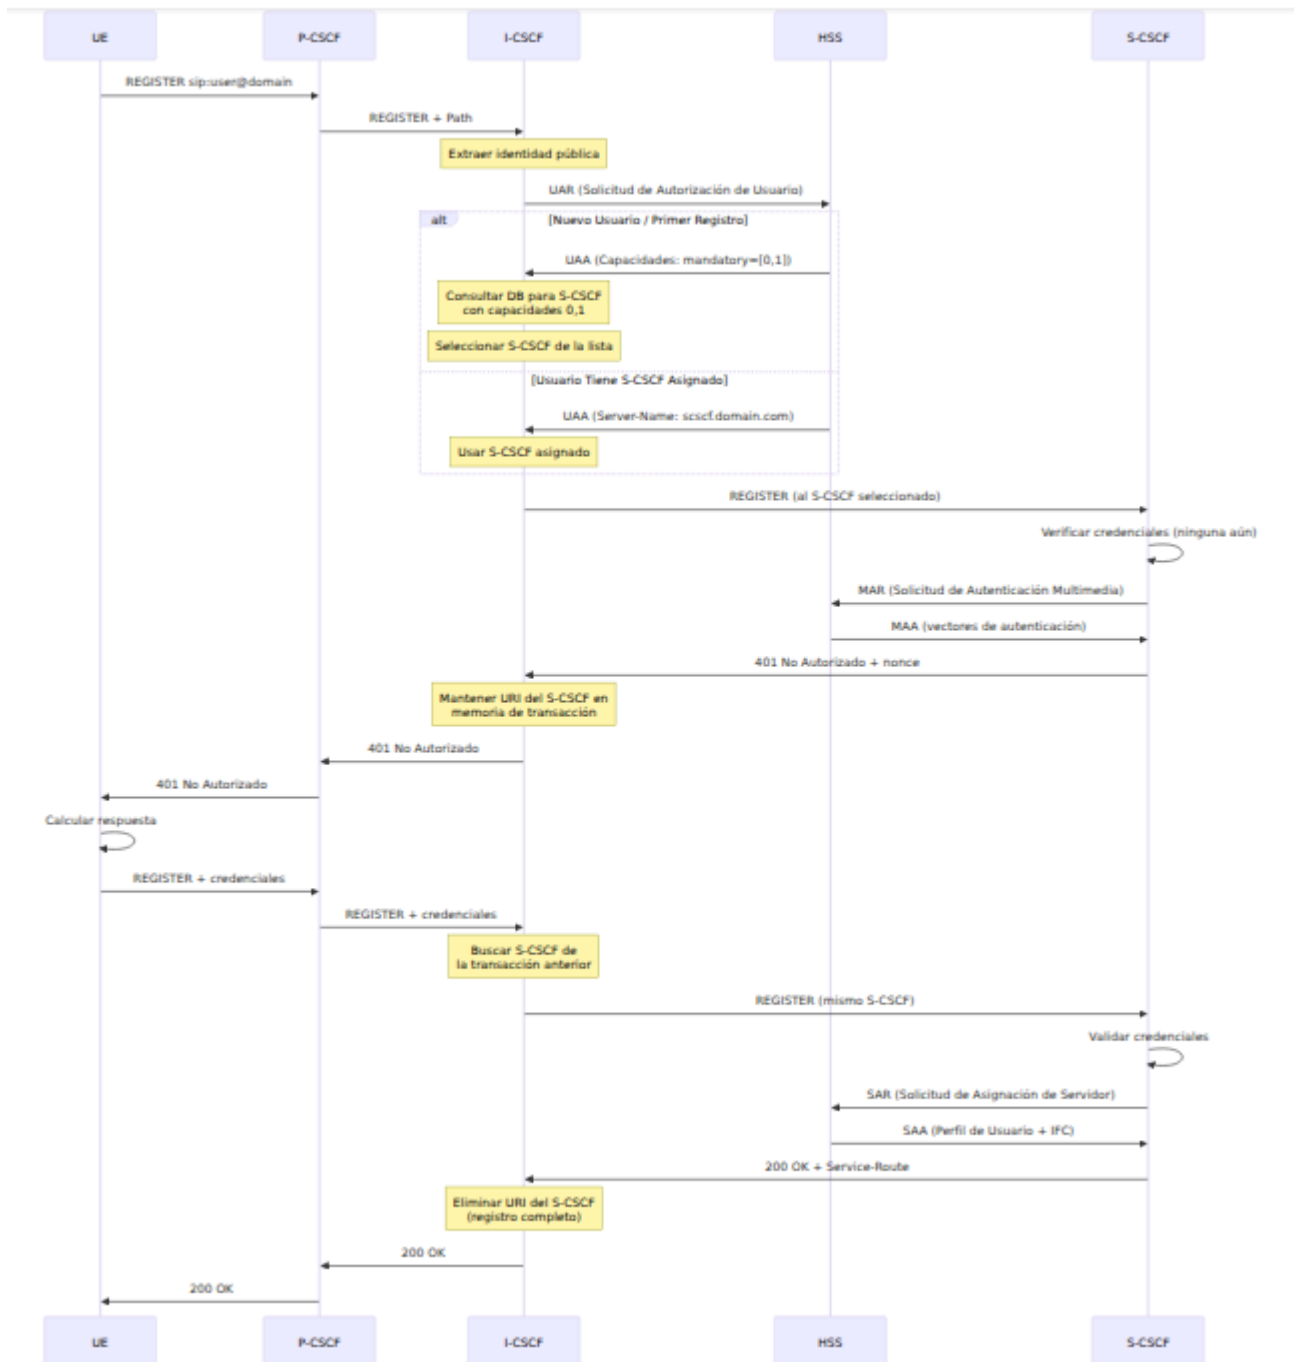 UE P-CSCF I-CSCF HSS S-CSCF
REGISTER sip:user@domain
REGISTER + Path
Extraer identidad pública
UAR (Solicitud de Autorización de Usuario)
alt [Nuevo Usuario / Primer Registro]
UAA (Capacidades: mandatory=[0,1])
Consultar DB para S-CSCF
con capacidades 0,1
Seleccionar S-CSCF de la lista
[Usuario Tiene S-CSCF Asignado]
UAA (Server-Name: scscf.domain.com)
Usar S-CSCF asignado
REGISTER (al S-CSCF seleccionado)
Verificar credenciales (ninguna aún)
MAR (Solicitud de Autenticación Multimedia)
MAA (vectores de autenticación)
401 No Autorizado + nonce
Mantener URI del S-CSCF en
memoria de transacción
401 No Autorizado
401 No Autorizado
Calcular respuesta
REGISTER + credenciales
REGISTER + credenciales
Buscar S-CSCF de
la transacción anterior
REGISTER (mismo S-CSCF)
Validar credenciales
SAR (Solicitud de Asignación de Servidor)
SAA (Perfil de Usuario + IFC)
200 OK + Service-Route
Eliminar URI del S-CSCF
(registro completo)
200 OK
200 OK
UE P-CSCF I-CSCF HSS S-CSCF